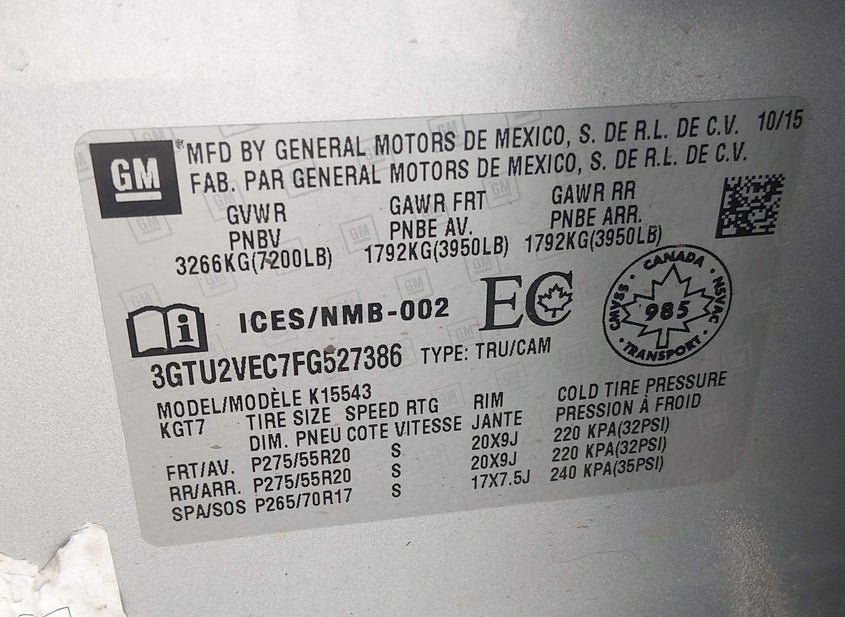 GM ® MFD BY GENERAL MOTORS DE MEXICO, S. DE R.L. DE C.V. 10/15
FAB. PAR GENERAL MOTORS DE MEXICO, S. DE R.L. DE C.V.
GVWR GAWR FRT GAWR RR
PNBV PNBE AV. PNBE ARR.
3266KG(7200LB) 1792KG(3950LB) 1792KG(3950LB)
i ICES/NMB-002 EC CMVSS · CANADA · NSVAC · TRANSPORT · 985
3GTU2VEC7FG527386 TYPE: TRU/CAM
MODEL/MODÈLE K15543 COLD TIRE PRESSURE
KGT7 TIRE SIZE SPEED RTG RIM PRESSION À FROID
DIM. PNEU COTE VITESSE JANTE
FRT/AV. P275/55R20 S 20X9J 220 KPA(32PSI)
RR/ARR. P275/55R20 S 20X9J 220 KPA(32PSI)
SPA/SOS P265/70R17 S 17X7.5J 240 KPA(35PSI)